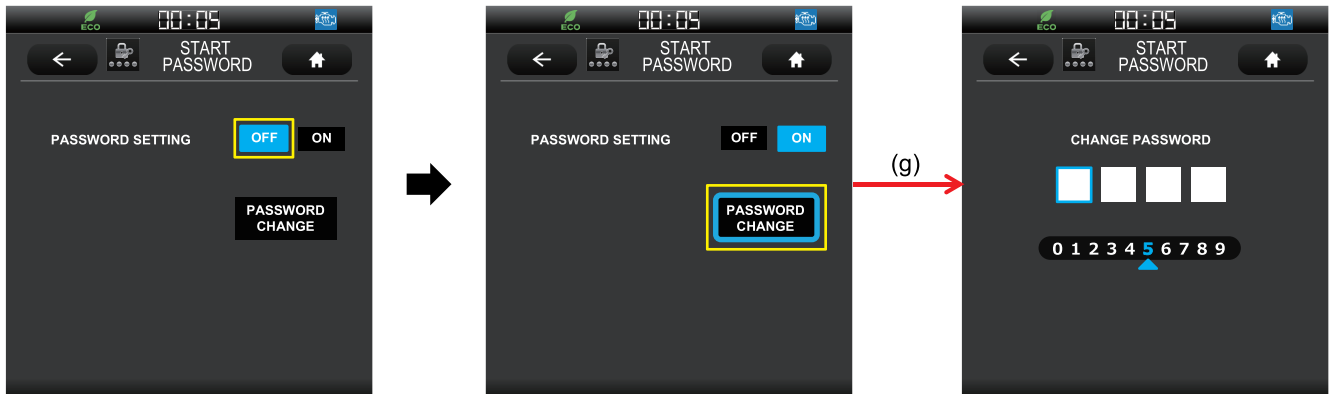 ECO 00:05
START
PASSWORD
PASSWORD SETTING OFF ON
PASSWORD
CHANGE
ECO 00:05
START
PASSWORD
PASSWORD SETTING OFF ON
PASSWORD
CHANGE
(g)
ECO 00:05
START
PASSWORD
CHANGE PASSWORD
0 1 2 3 4 5 6 7 8 9